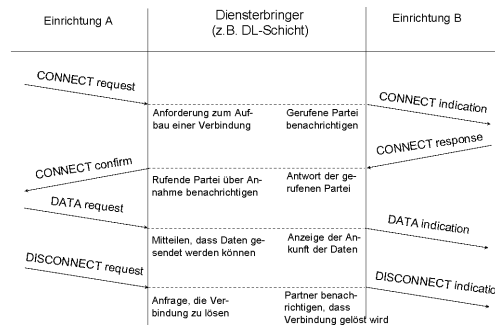 Einrichtung A
Diensterbringer
(z.B. DL-Schicht)
Einrichtung B
CONNECT request
CONNECT indication
Anforderung zum Auf-
bau einer Verbindung
Gerufene Partei
benachrichtigen
CONNECT response
CONNECT confirm
Rufende Partei über An-
nahme benachrichtigen
Antwort der ge-
rufenen Partei
DATA request
DATA indication
Mitteilen, dass Daten ge-
sendet werden können
Anzeige der An-
kunft der Daten
DISCONNECT request
DISCONNECT indication
Anfrage, die Ver-
bindung zu lösen
Partner benach-
richtigen, dass
Verbindung gelöst wird